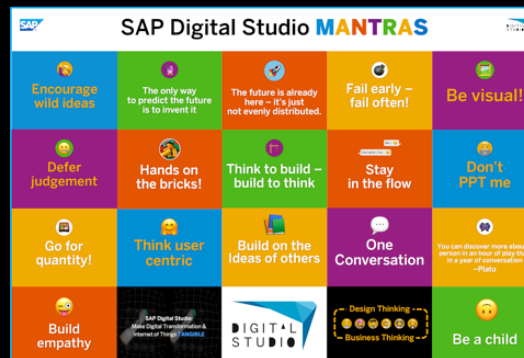 SAP
SAP Digital Studio MANTRAS
DIGITAL
STUDIO
Encourage
wild ideas
The only way
to predict the future
is to invent it
The future is already
here – it's just
not evenly distributed.
Fail early –
fail often!
Be visual!
Defer
judgement
Hands on
the bricks!
Think to build –
build to think
Stay
in the flow
Don't
PPT me
Go for
quantity!
Think user
centric
Build on the
Ideas of others
One
Conversation
You can discover more about
person in an hour of play th
in a year of conversation
–Plato
Build
empathy
SAP Digital Studio:
Make Digital Transformation &
Internet of Things TANGIBLE
DIGITAL
STUDIO
Design Thinking
Business Thinking
Be a child